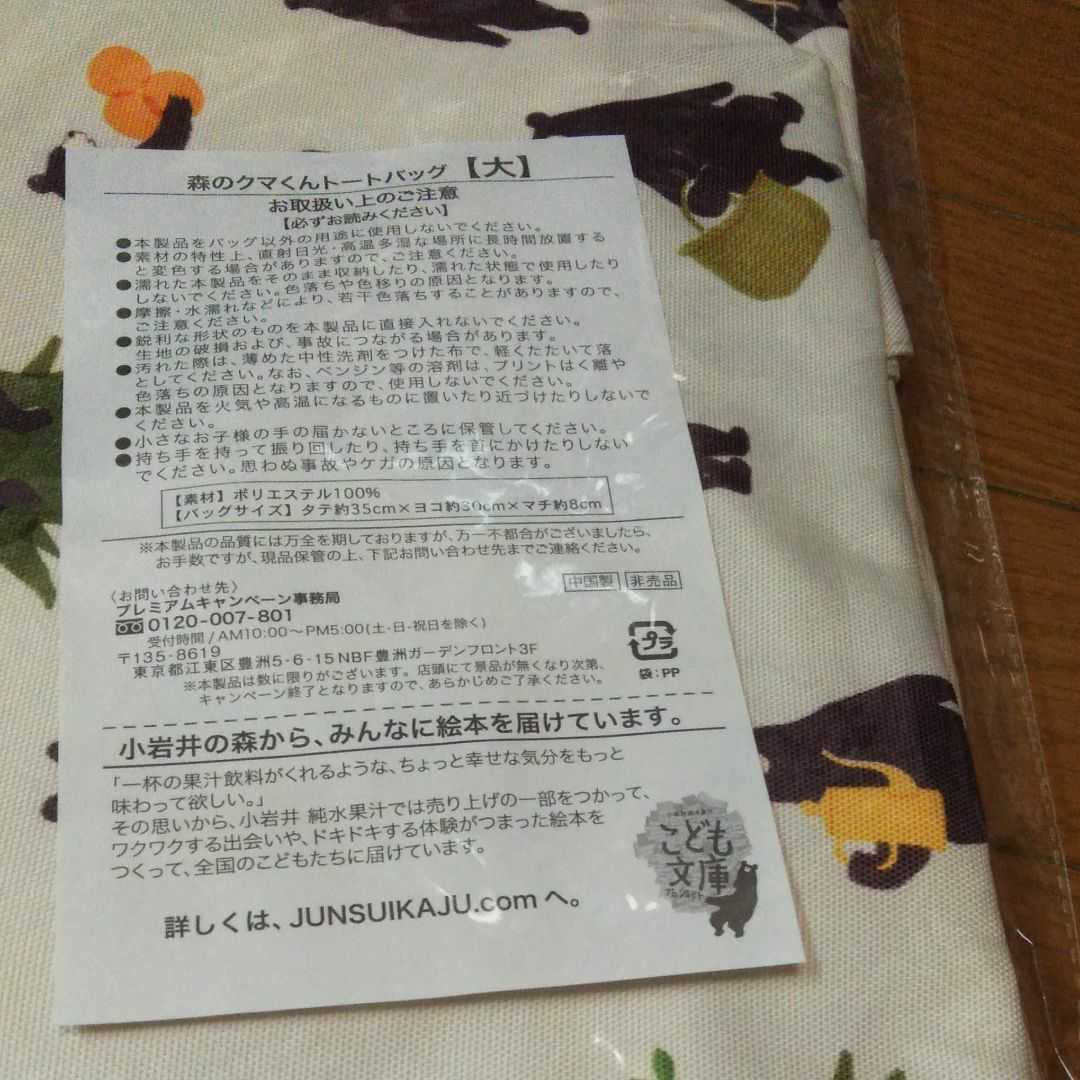 森のクマくんトートバッグ【大】
お取扱い上のご注意
【必ずお読みください】
●本製品をバッグ以外の用途に使用しないでください。
●素材の特性上、直射日光・高温多湿な場所に長時間放置する
と変色する場合がありますので、ご注意ください。
●濡れた本製品をそのまま収納したり、濡れた状態で使用したり
しないでください。色落ちや色移りの原因となります。
●摩擦・水濡れなどにより、若干色落ちすることがありますので、
ご注意ください。
●鋭利な形状のものを本製品に直接入れないでください。
生地の破損および、事故につながる場合があります。
●汚れた際は、薄めた中性洗剤をつけた布で、軽くたたいて落
としてください。なお、ベンジン等の溶剤は、プリントはく離や
色落ちの原因となりますので、使用しないでください。
●本製品を火気や高温になるものに置いたり近づけたりしないで
ください。
●小さなお子様の手の届かないところに保管してください。
●持ち手を持って振り回したり、持ち手を首にかけたりしない
でください。思わぬ事故やケガの原因となります。
【素材】ポリエステル100%
【バッグサイズ】タテ約35cm×ヨコ約30cm×マチ約8cm
※本製品の品質には万全を期しておりますが、万一不都合がございましたら、
お手数ですが、現品保管の上、下記お問い合わせ先までご連絡ください。
中国製 非売品
〈お問い合わせ先〉
プレミアムキャンペーン事務局
0120-007-801
受付時間/AM10:00〜PM5:00(土・日・祝日を除く)
〒135-8619
東京都江東区豊洲5-6-15NBF豊洲ガーデンフロント3F
プラ
袋:PP
※本製品は数に限りがございます。店頭にて景品が無くなり次第、
キャンペーン終了となりますので、あらかじめご了承ください。
小岩井の森から、みんなに絵本を届けています。
「一杯の果汁飲料がくれるような、ちょっと幸せな気分をもっと
味わって欲しい。」
その思いから、小岩井 純水果汁では売り上げの一部をつかって、
ワクワクする出会いや、ドキドキする体験がつまった絵本を
つくって、全国のこどもたちに届けています。
こども
文庫
詳しくは、JUNSUIKAJU.comへ。